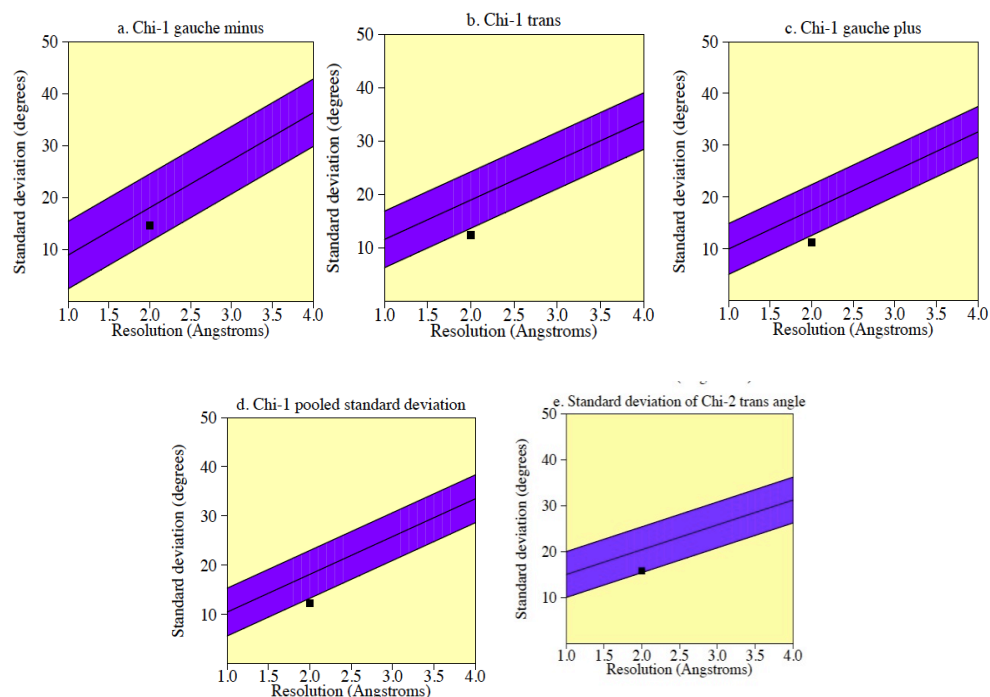 a. Chi-1 gauche minus
50
40
30
20
10
Standard deviation (degrees)
1.0 1.5 2.0 2.5 3.0 3.5 4.0
Resolution (Angstroms)
b. Chi-1 trans
50
40
30
20
10
Standard deviation (degrees)
1.0 1.5 2.0 2.5 3.0 3.5 4.0
Resolution (Angstroms)
c. Chi-1 gauche plus
50
40
30
20
10
Standard deviation (degrees)
1.0 1.5 2.0 2.5 3.0 3.5 4.0
Resolution (Angstroms)
d. Chi-1 pooled standard deviation
50
40
30
20
10
Standard deviation (degrees)
1.0 1.5 2.0 2.5 3.0 3.5 4.0
Resolution (Angstroms)
e. Standard deviation of Chi-2 trans angle
50
40
30
20
10
Standard deviation (degrees)
1.0 1.5 2.0 2.5 3.0 3.5 4.0
Resolution (Angstroms)